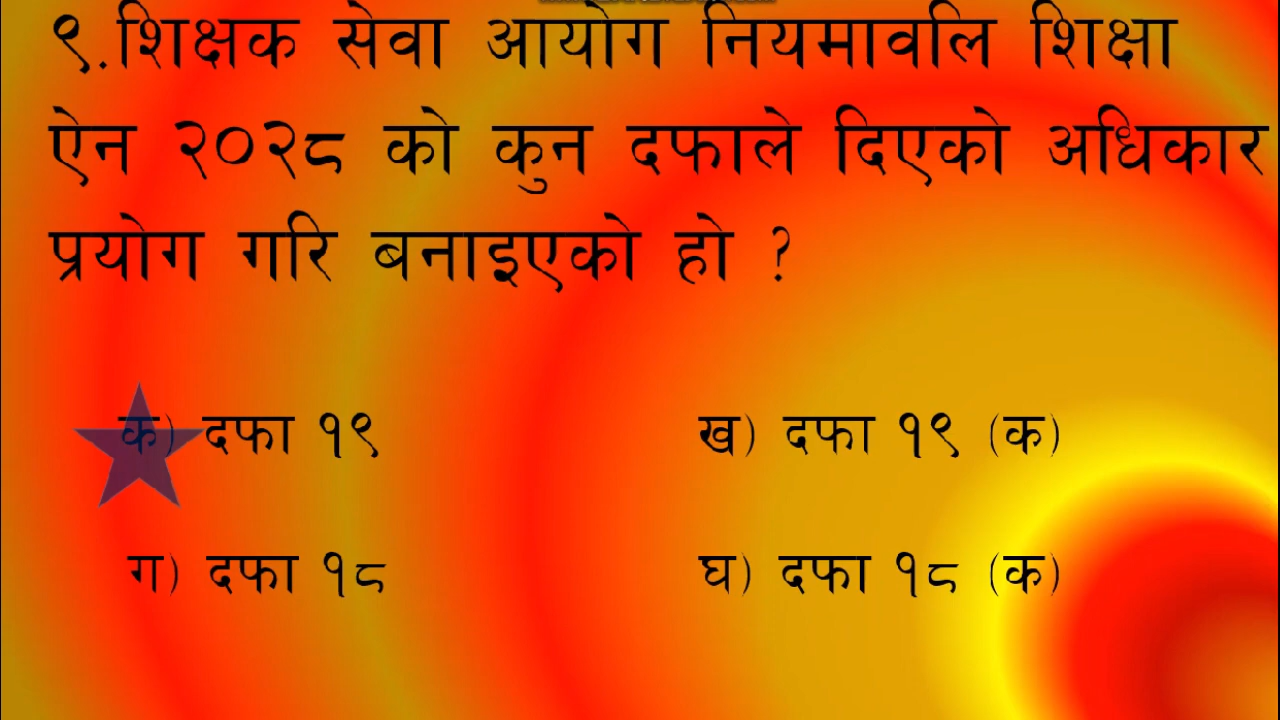 ९.शिक्षक सेवा आयोग नियमावलि शिक्षा
ऐन २०२८ को कुन दफाले दिएको अधिकार
प्रयोग गरि बनाइएको हो ?
क) दफा १९
ख) दफा १९ (क)
ग) दफा १८
घ) दफा १८ (क)